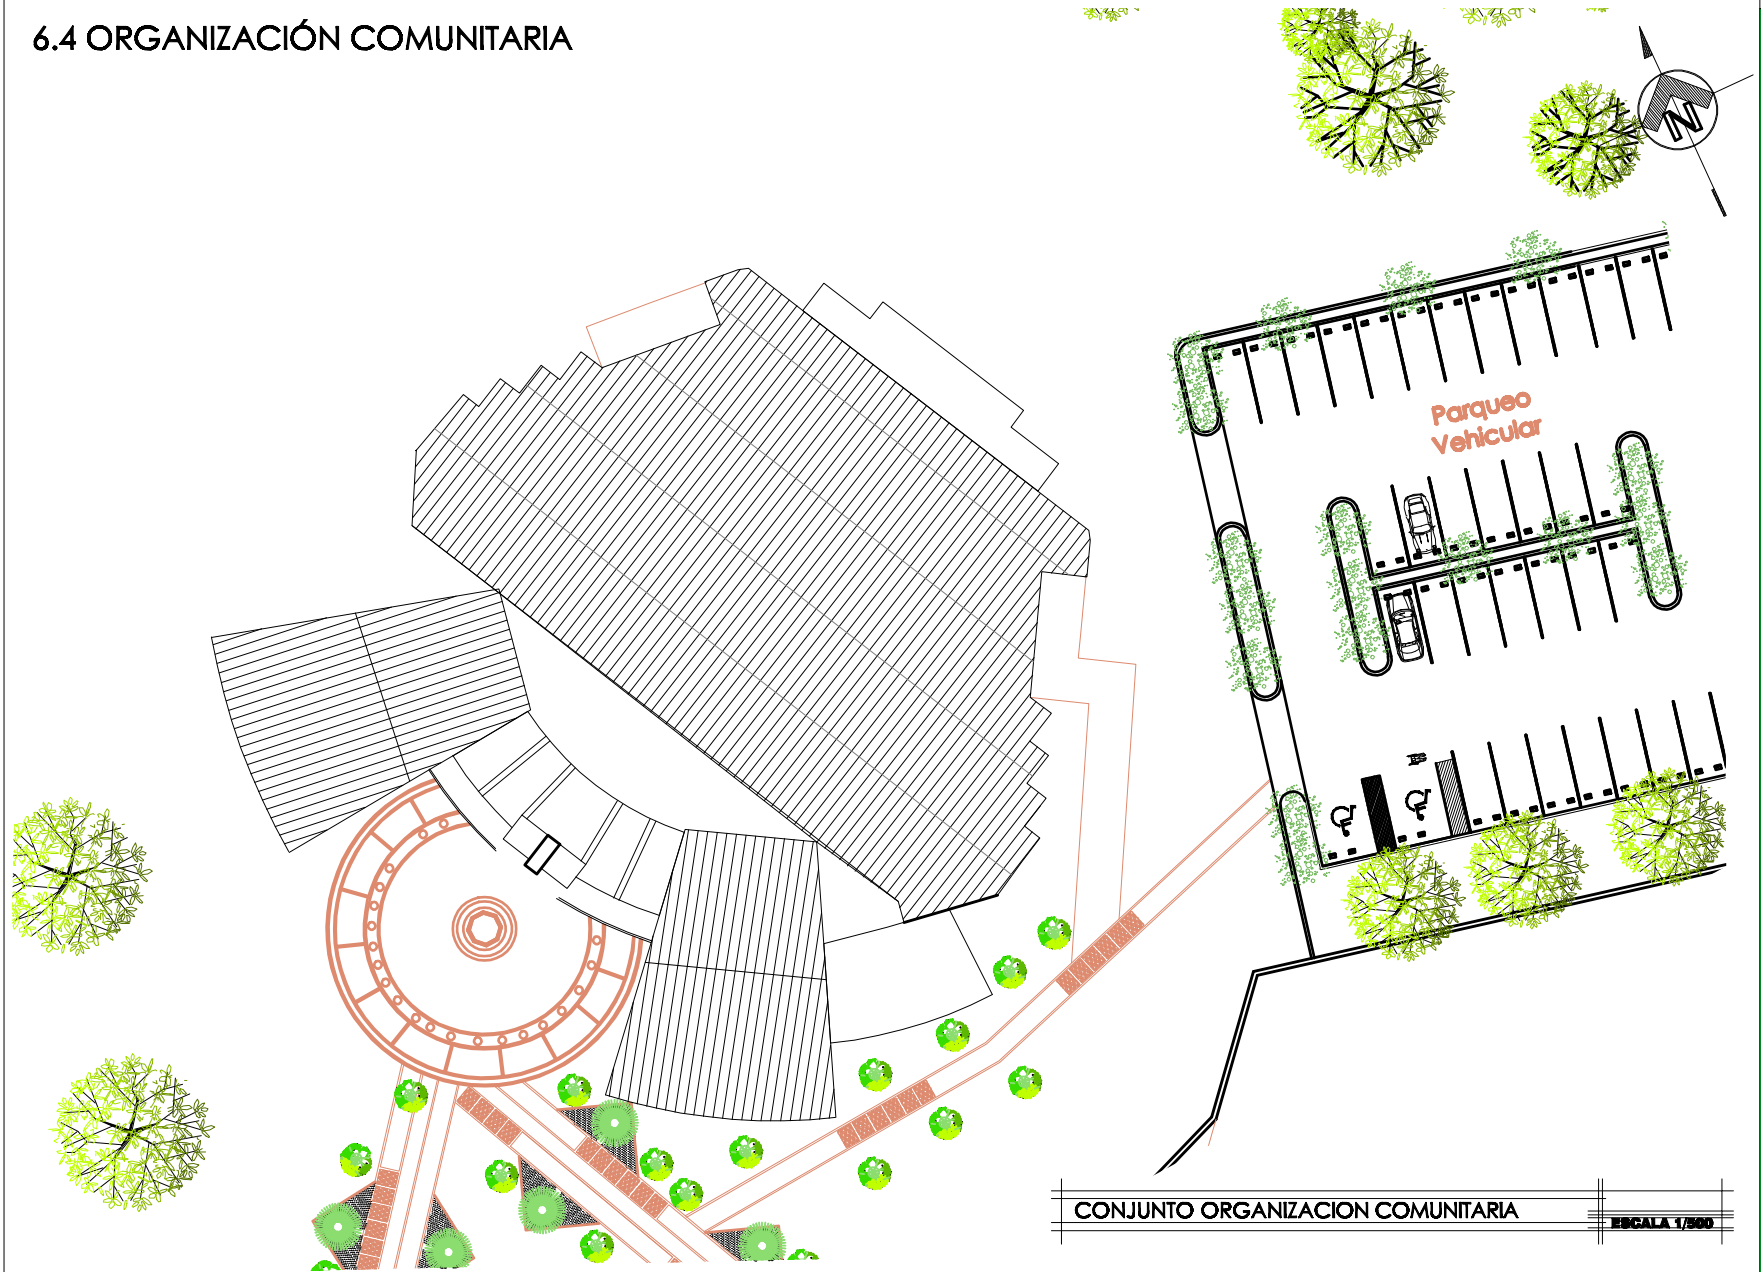 6.4 ORGANIZACIÓN COMUNITARIA
N
Parqueo
Vehicular
CONJUNTO ORGANIZACION COMUNITARIA
ESCALA 1/500